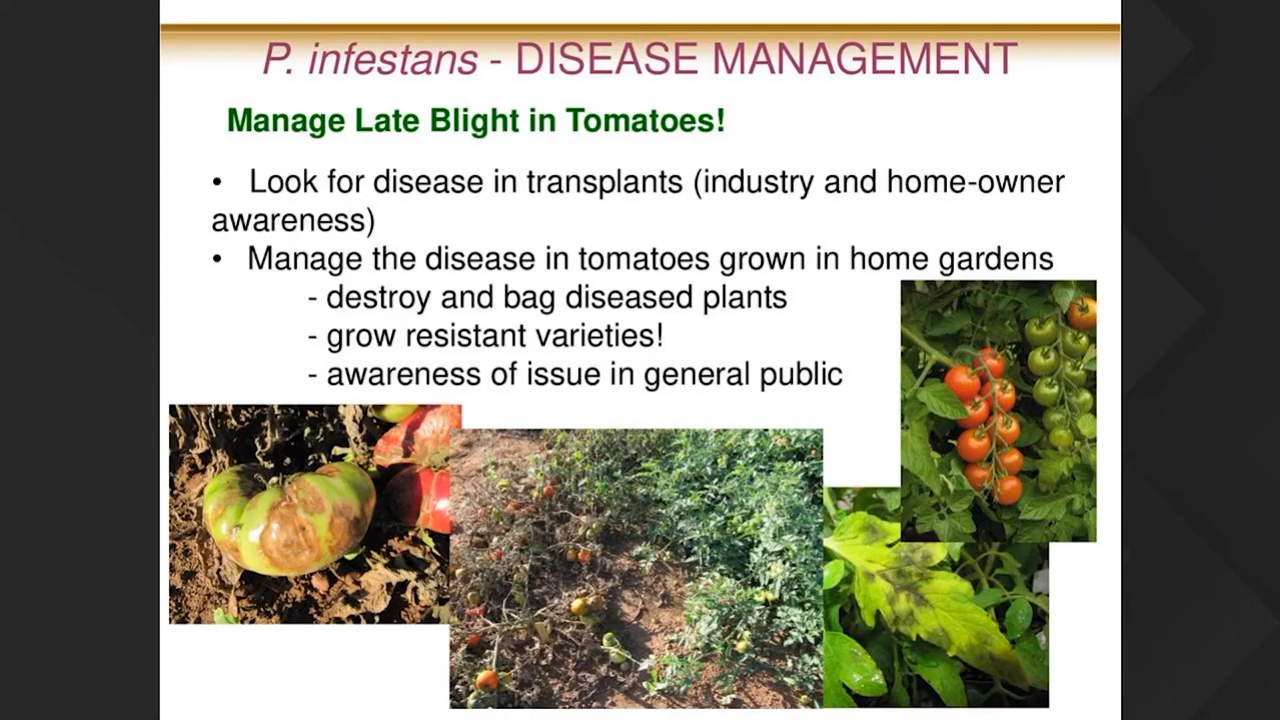 P. infestans - DISEASE MANAGEMENT
Manage Late Blight in Tomatoes!
• Look for disease in transplants (industry and home-owner
awareness)
• Manage the disease in tomatoes grown in home gardens
- destroy and bag diseased plants
- grow resistant varieties!
- awareness of issue in general public